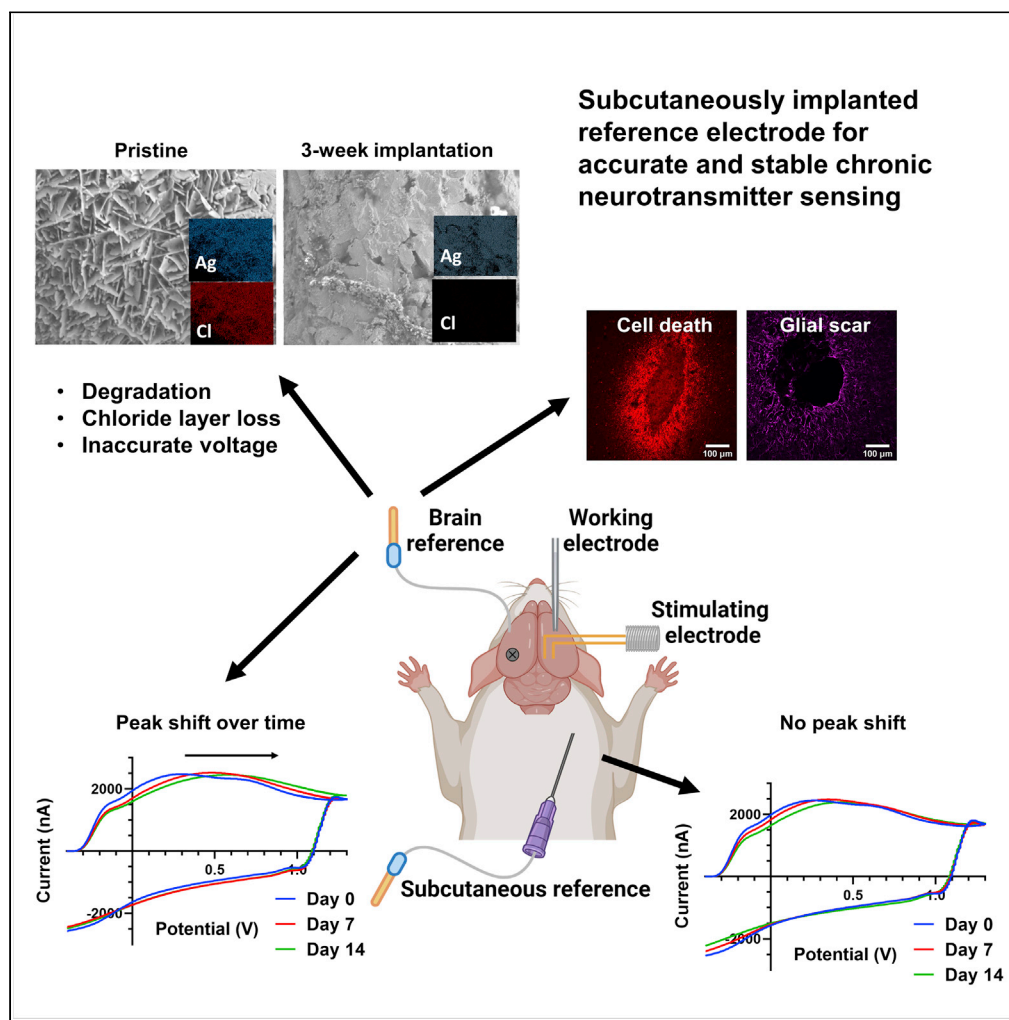 Subcutaneously implanted
reference electrode for
accurate and stable chronic
neurotransmitter sensing
Pristine
3-week implantation
Ag
Cl
Ag
Cl
Cell death
Glial scar
100 μm
100 μm
• Degradation
• Chloride layer loss
• Inaccurate voltage
Brain
reference
Working
electrode
Stimulating
electrode
Peak shift over time
2000
-2000
0.5
1.0
Current (nA)
Potential (V)
Day 0
Day 7
Day 14
Subcutaneous reference
No peak shift
2000
-2000
0.5
1.0
Current (nA)
Potential (V)
Day 0
Day 7
Day 14